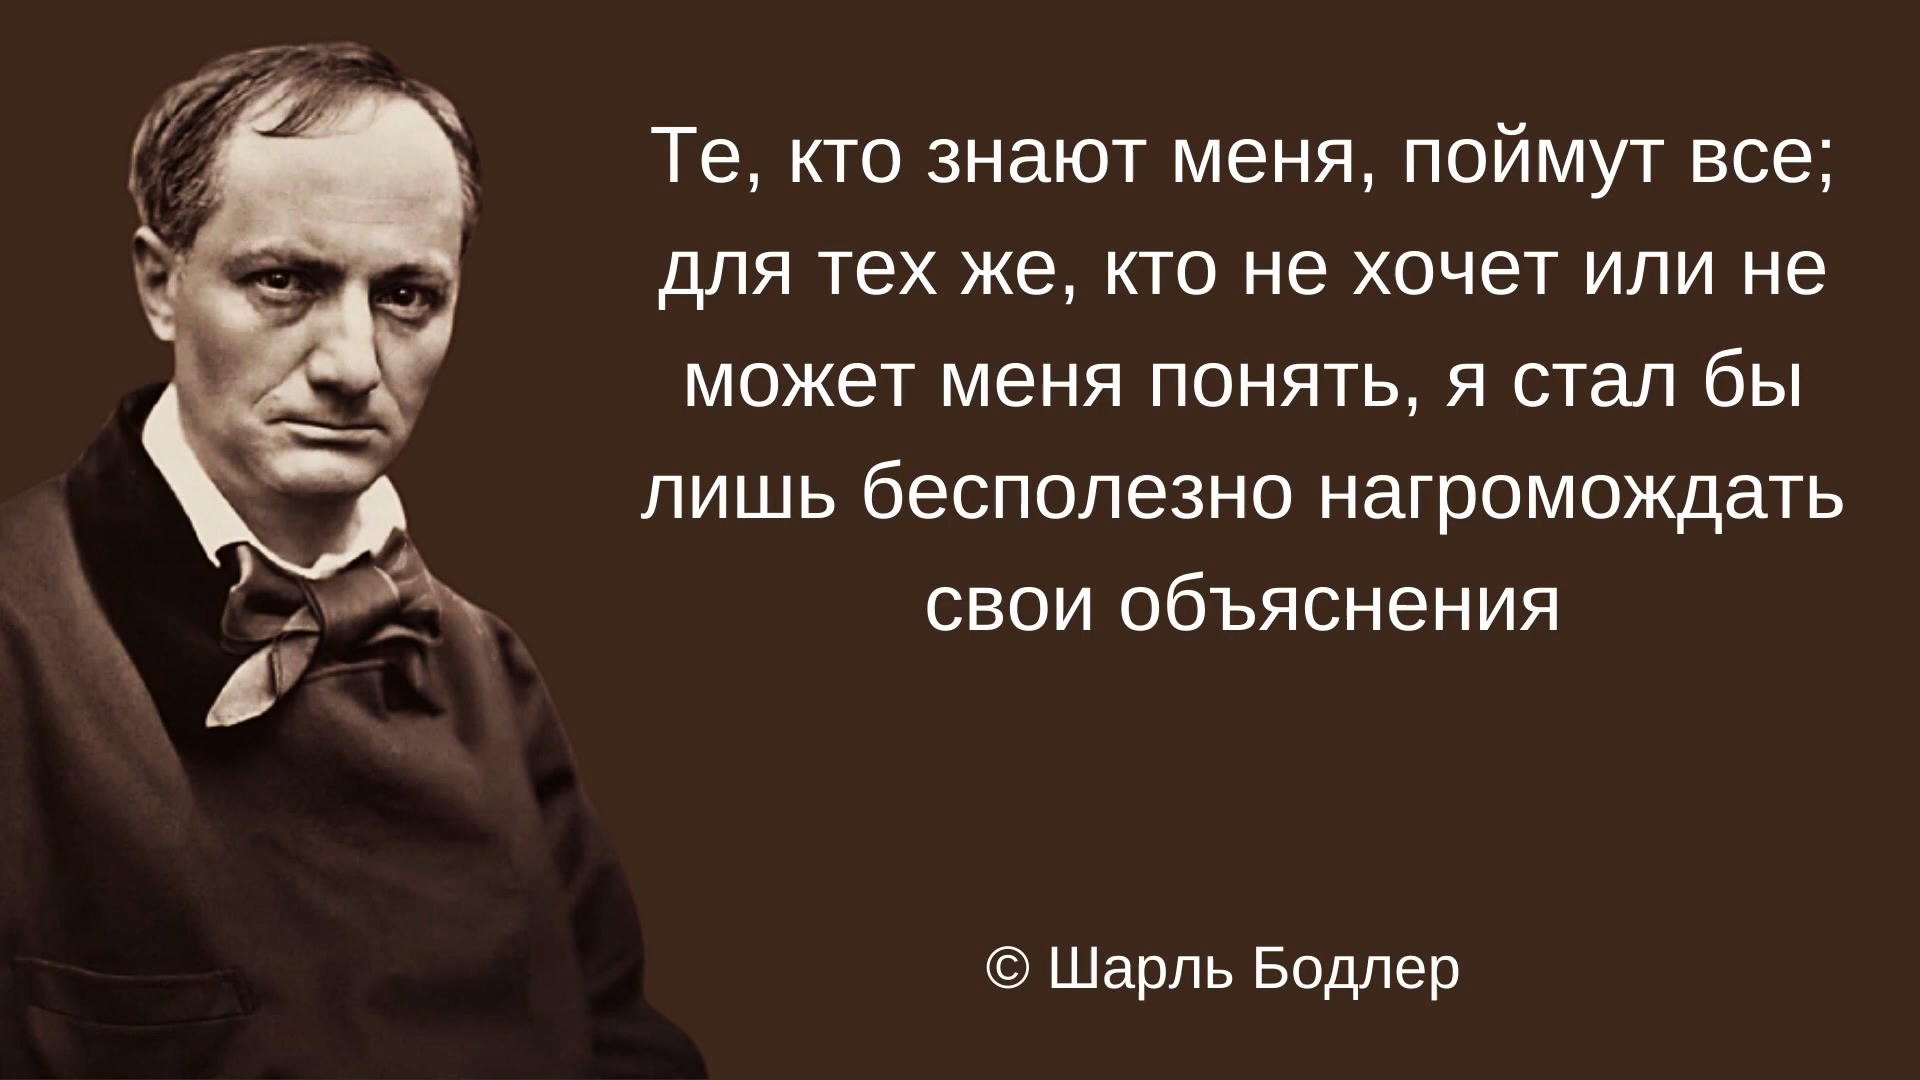 Те, кто знают меня, поймут все;
для тех же, кто не хочет или не
может меня понять, я стал бы
лишь бесполезно нагромождать
свои объяснения
© Шарль Бодлер